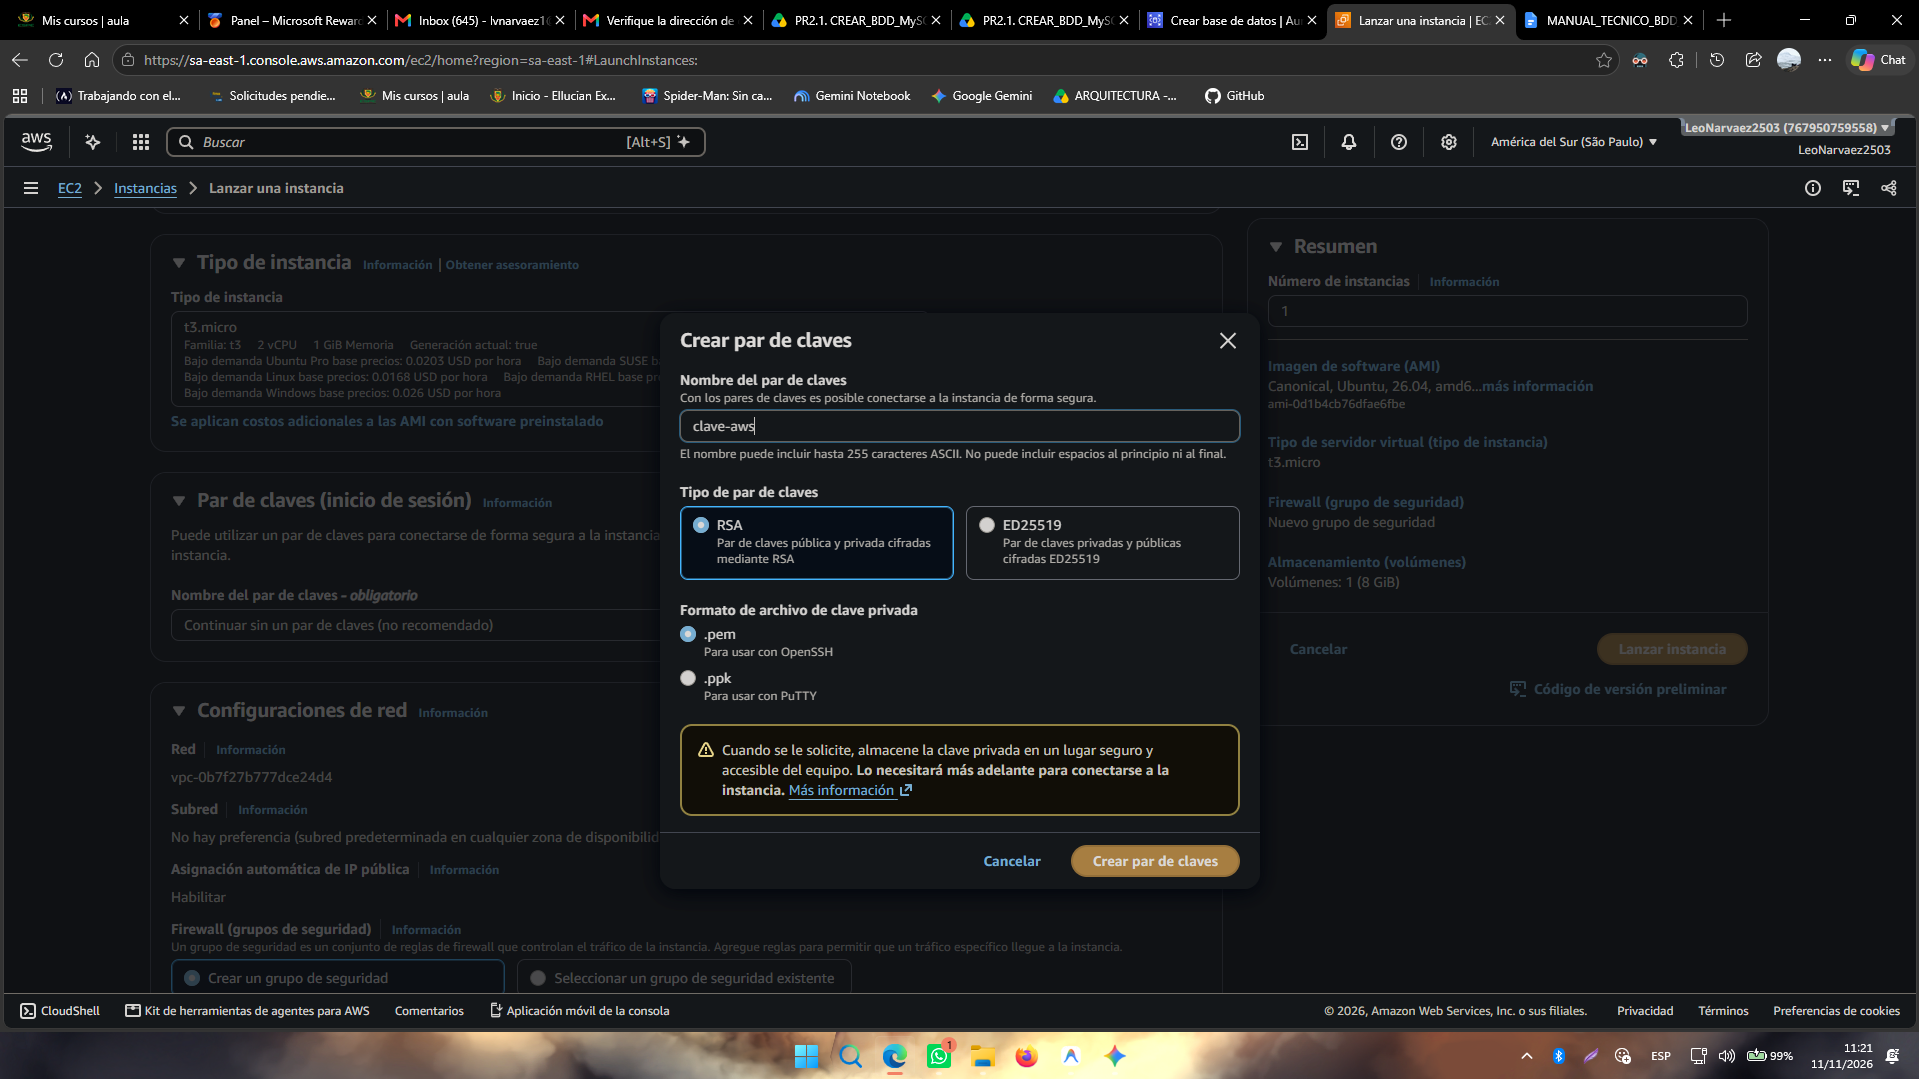 Mis cursos | aula
Panel – Microsoft Rewar
Inbox (645) - lvnarvaez1
Verifique la dirección de
PR2.1. CREAR_BDD_MyS
PR2.1. CREAR_BDD_MyS
Crear base de datos | Au
Lanzar una instancia | EC
MANUAL_TECNICO_BDD
https://sa-east-1.console.aws.amazon.com/ec2/home?region=sa-east-1#LaunchInstances:
Chat
Trabajando con el...
Solicitudes pendie...
Mis cursos | aula
Inicio - Ellucian Ex...
Spider-Man: Sin ca...
Gemini Notebook
Google Gemini
ARQUITECTURA -...
GitHub
aws
Buscar
[Alt+S]
América del Sur (São Paulo)
LeoNarvaez2503 (767950759558)
LeoNarvaez2503
EC2
Instancias
Lanzar una instancia
Tipo de instancia
Información | Obtener asesoramiento
Tipo de instancia
t3.micro
Familia: t3 2 vCPU 1 GiB Memoria Generación actual: true
Bajo demanda Ubuntu Pro base precios: 0.0203 USD por hora Bajo demanda SUSE b
Bajo demanda Linux base precios: 0.0168 USD por hora Bajo demanda RHEL base pr
Bajo demanda Windows base precios: 0.026 USD por hora
Se aplican costos adicionales a las AMI con software preinstalado
Par de claves (inicio de sesión) Información
Puede utilizar un par de claves para conectarse de forma segura a la instancia
instancia.
Nombre del par de claves - obligatorio
Continuar sin un par de claves (no recomendado)
Configuraciones de red Información
Red Información
vpc-0b7f27b777dce24d4
Subred Información
No hay preferencia (subred predeterminada en cualquier zona de disponibilid
Asignación automática de IP pública Información
Habilitar
Firewall (grupos de seguridad) Información
Un grupo de seguridad es un conjunto de reglas de firewall que controlan el tráfico de la instancia. Agregue reglas para permitir que un tráfico específico llegue a la instancia.
Crear un grupo de seguridad
Seleccionar un grupo de seguridad existente
Crear par de claves
Nombre del par de claves
Con los pares de claves es posible conectarse a la instancia de forma segura.
clave-aws
El nombre puede incluir hasta 255 caracteres ASCII. No puede incluir espacios al principio ni al final.
Tipo de par de claves
RSA
Par de claves pública y privada cifradas
mediante RSA
ED25519
Par de claves privadas y públicas
cifradas ED25519
Formato de archivo de clave privada
.pem
Para usar con OpenSSH
.ppk
Para usar con PuTTY
Cuando se le solicite, almacene la clave privada en un lugar seguro y
accesible del equipo. Lo necesitará más adelante para conectarse a la
instancia. Más información
Cancelar
Crear par de claves
Resumen
Número de instancias Información
1
Imagen de software (AMI)
Canonical, Ubuntu, 26.04, amd6...más información
ami-0d1b4cb76dfae6fbe
Tipo de servidor virtual (tipo de instancia)
t3.micro
Firewall (grupo de seguridad)
Nuevo grupo de seguridad
Almacenamiento (volúmenes)
Volúmenes: 1 (8 GiB)
Cancelar
Lanzar instancia
Código de versión preliminar
CloudShell
Kit de herramientas de agentes para AWS
Comentarios
Aplicación móvil de la consola
© 2026, Amazon Web Services, Inc. o sus filiales.
Privacidad
Términos
Preferencias de cookies
1
ESP
99%
11:21
11/11/2026